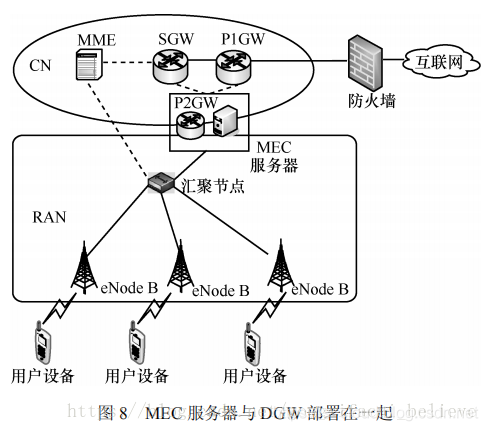 CN
MME
SGW
P1GW
互联网
防火墙
P2GW
MEC
服务器
汇聚节点
RAN
eNode B
eNode B
eNode B
用户设备
用户设备
用户设备
图 8 MEC 服务器与 DGW 部署在一起